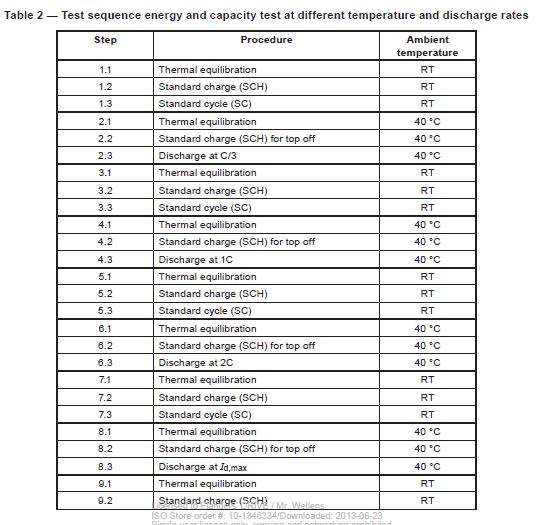 Table 2 — Test sequence energy and capacity test at different temperature and discharge rates
Step Procedure Ambient
temperature
1.1 Thermal equilibration RT
1.2 Standard charge (SCH) RT
1.3 Standard cycle (SC) RT
2.1 Thermal equilibration 40 °C
2.2 Standard charge (SCH) for top off 40 °C
2.3 Discharge at C/3 40 °C
3.1 Thermal equilibration RT
3.2 Standard charge (SCH) RT
3.3 Standard cycle (SC) RT
4.1 Thermal equilibration 40 °C
4.2 Standard charge (SCH) for top off 40 °C
4.3 Discharge at 1C 40 °C
5.1 Thermal equilibration RT
5.2 Standard charge (SCH) RT
5.3 Standard cycle (SC) RT
6.1 Thermal equilibration 40 °C
6.2 Standard charge (SCH) for top off 40 °C
6.3 Discharge at 2C 40 °C
7.1 Thermal equilibration RT
7.2 Standard charge (SCH) RT
7.3 Standard cycle (SC) RT
8.1 Thermal equilibration 40 °C
8.2 Standard charge (SCH) for top off 40 °C
8.3 Discharge at Id,max 40 °C
9.1 Thermal equilibration RT
9.2 Standard charge (SCH) RT
Licensed to Flanders' DRIVE / Mr. Wellens
ISO Store order #: 10-1346334/Downloaded: 2013-08-23
Single user licence only, copying and networking prohibited